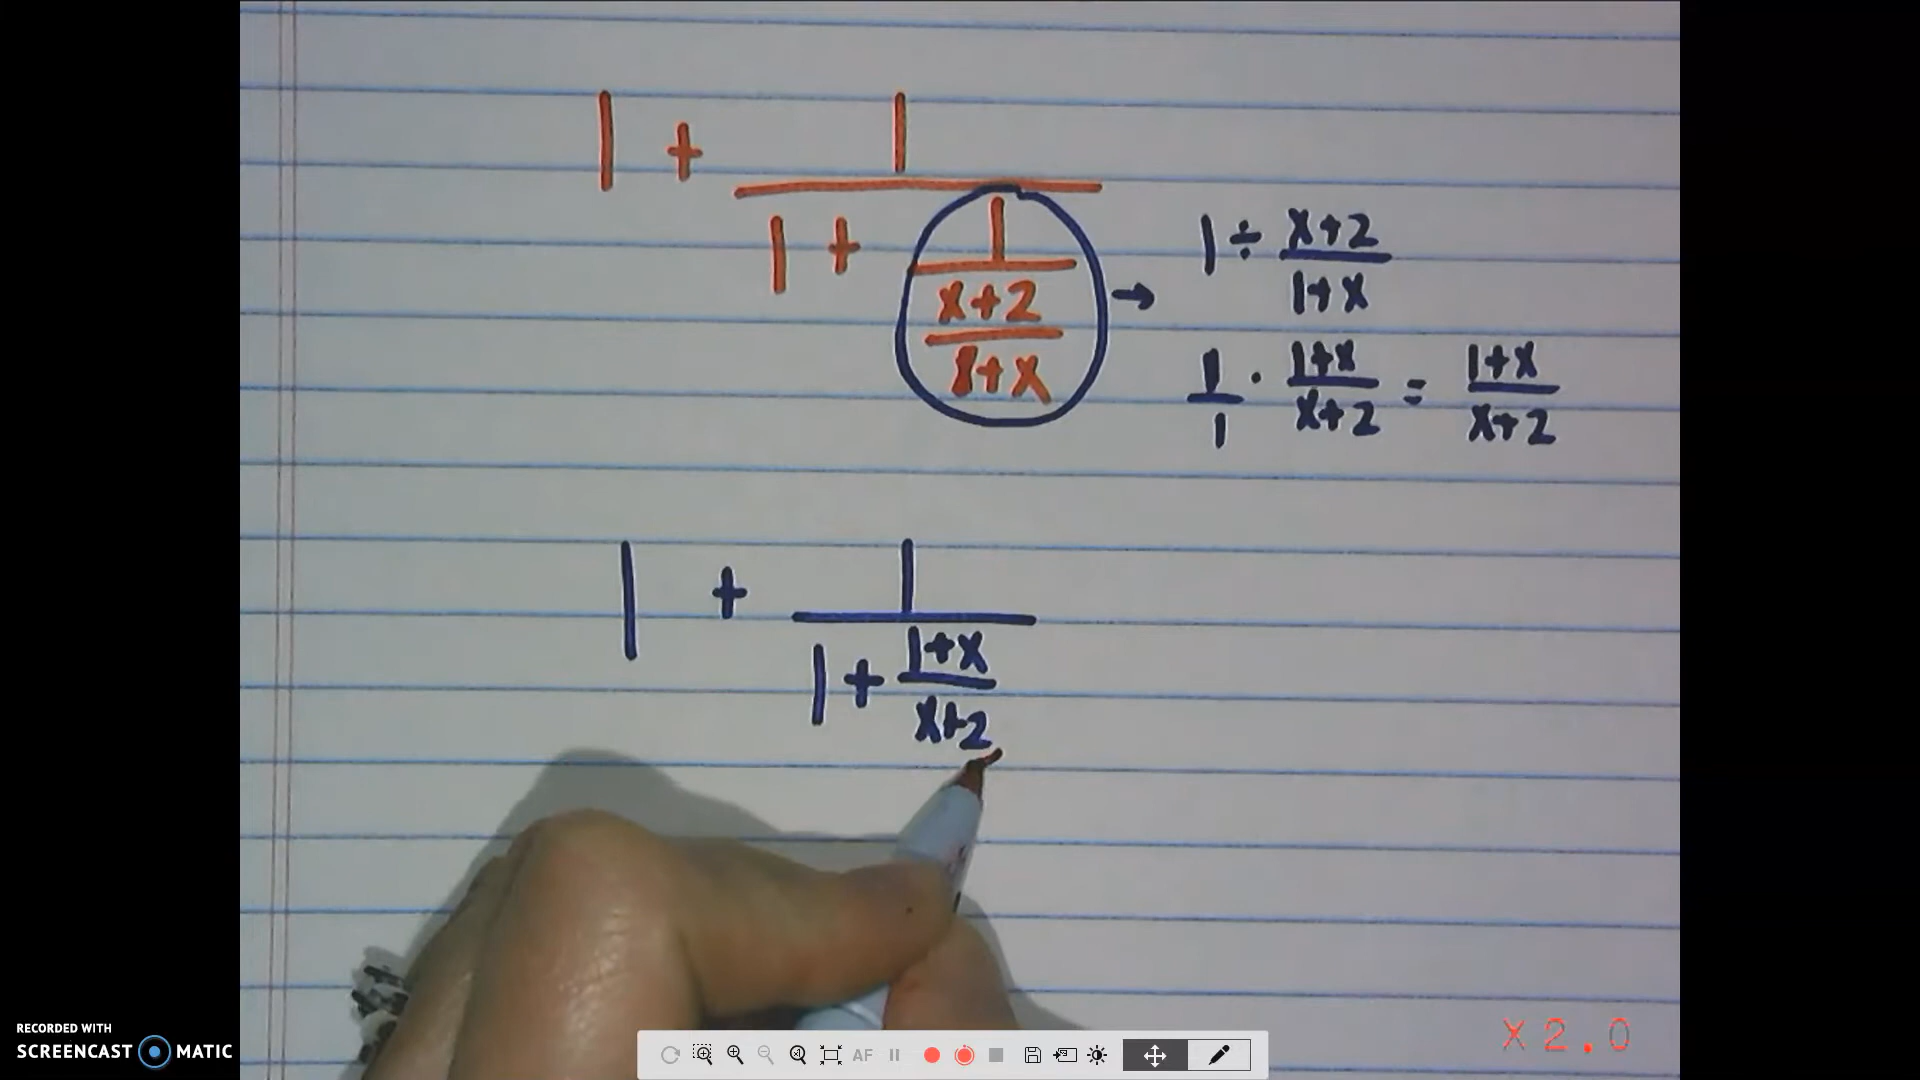 1 + 1
1 + 1
x+2
1+x
→ 1 ÷ x+2
1+x
1/1 · 1+x/x+2 = 1+x/x+2
1 + 1
1 + 1+x
x+2
RECORDED WITH
SCREENCAST MATIC
AF
X2.0